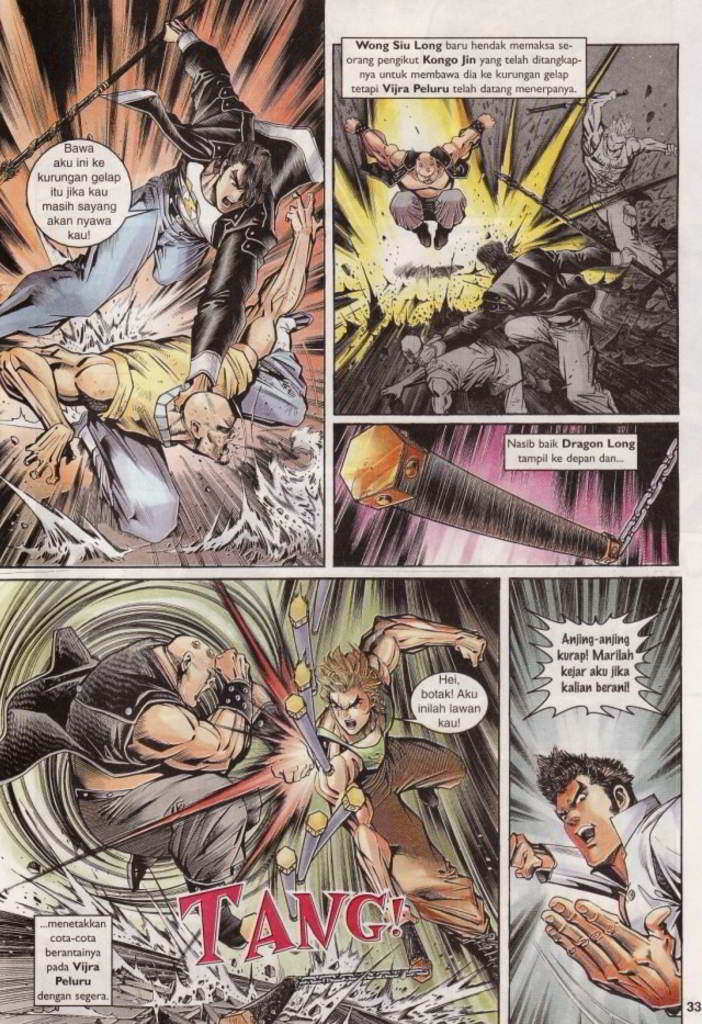 Bawa
aku ini ke
kurungan gelap
itu jika kau
masih sayang
akan nyawa
kau!
Wong Siu Long baru hendak memaksa se-
orang pengikut Kongo Jin yang telah ditangkap-
nya untuk membawa dia ke kurungan gelap
tetapi Vijra Peluru telah datang menerpanya.
Nasib baik Dragon Long
tampil ke depan dan...
Hei,
botak! Aku
inilah lawan
kau!
TANG!
...menetakkan
cota-cota
berantainya
pada Vijra
Peluru
dengan segera.
Anjing-anjing
kurap! Marilah
kejar aku jika
kalian berani!
33